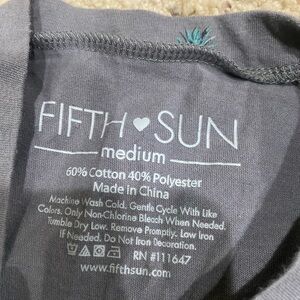 FIFTH♥SUN
medium
60% Cotton 40% Polyester
Made in China
Machine Wash Cold. Gentle Cycle With Like
Colors. Only Non-Chlorine Bleach When Needed.
Tumble Dry Low. Remove Promptly. Low Iron
If Needed. Do Not Iron Decoration.
RN #111647
www.fifthsun.com